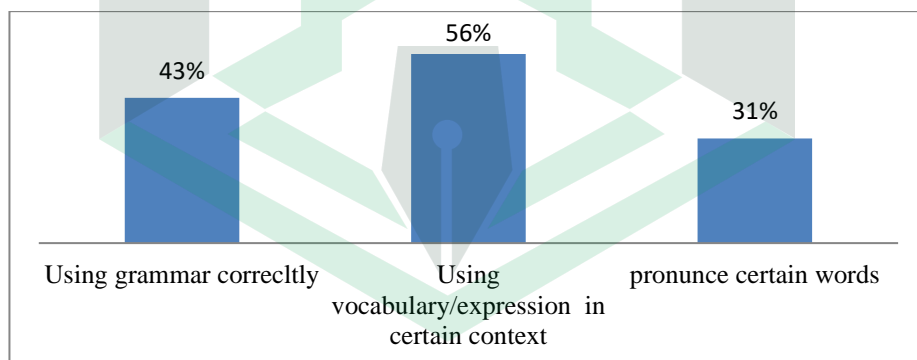 43%
56%
31%
Using grammar correcltly
Using
vocabulary/expression in
certain context
pronunce certain words